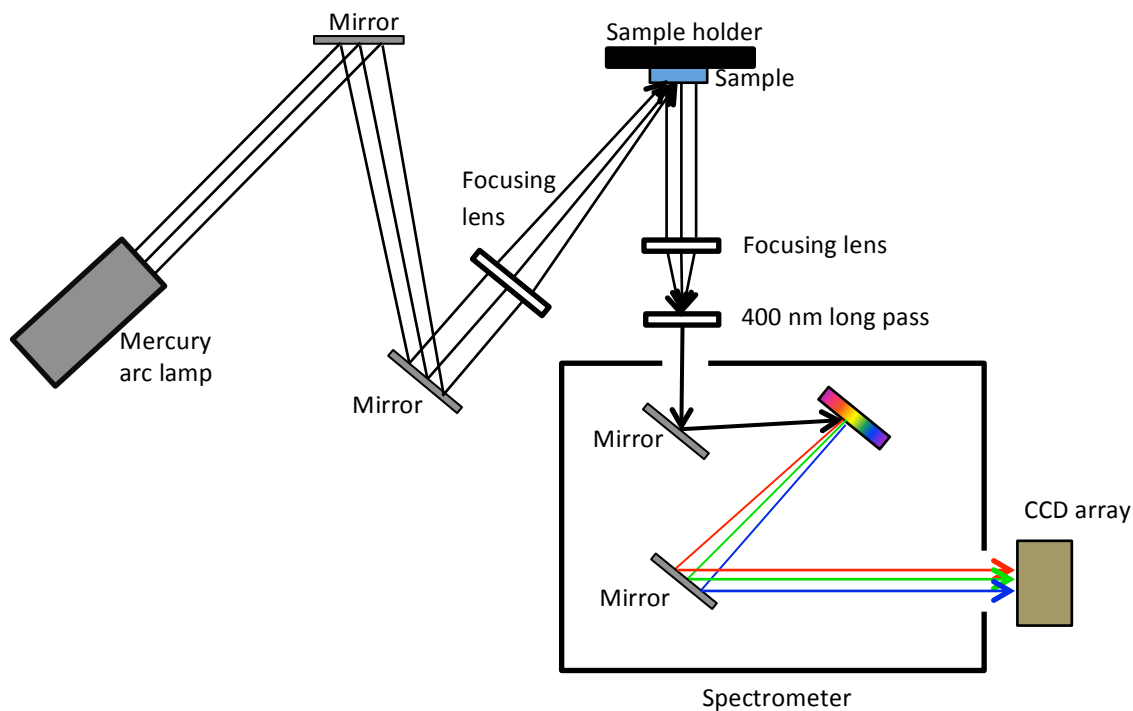 Mirror
Sample holder
Sample
Focusing
lens
Focusing lens
400 nm long pass
Mercury
arc lamp
Mirror
Mirror
CCD array
Mirror
Spectrometer